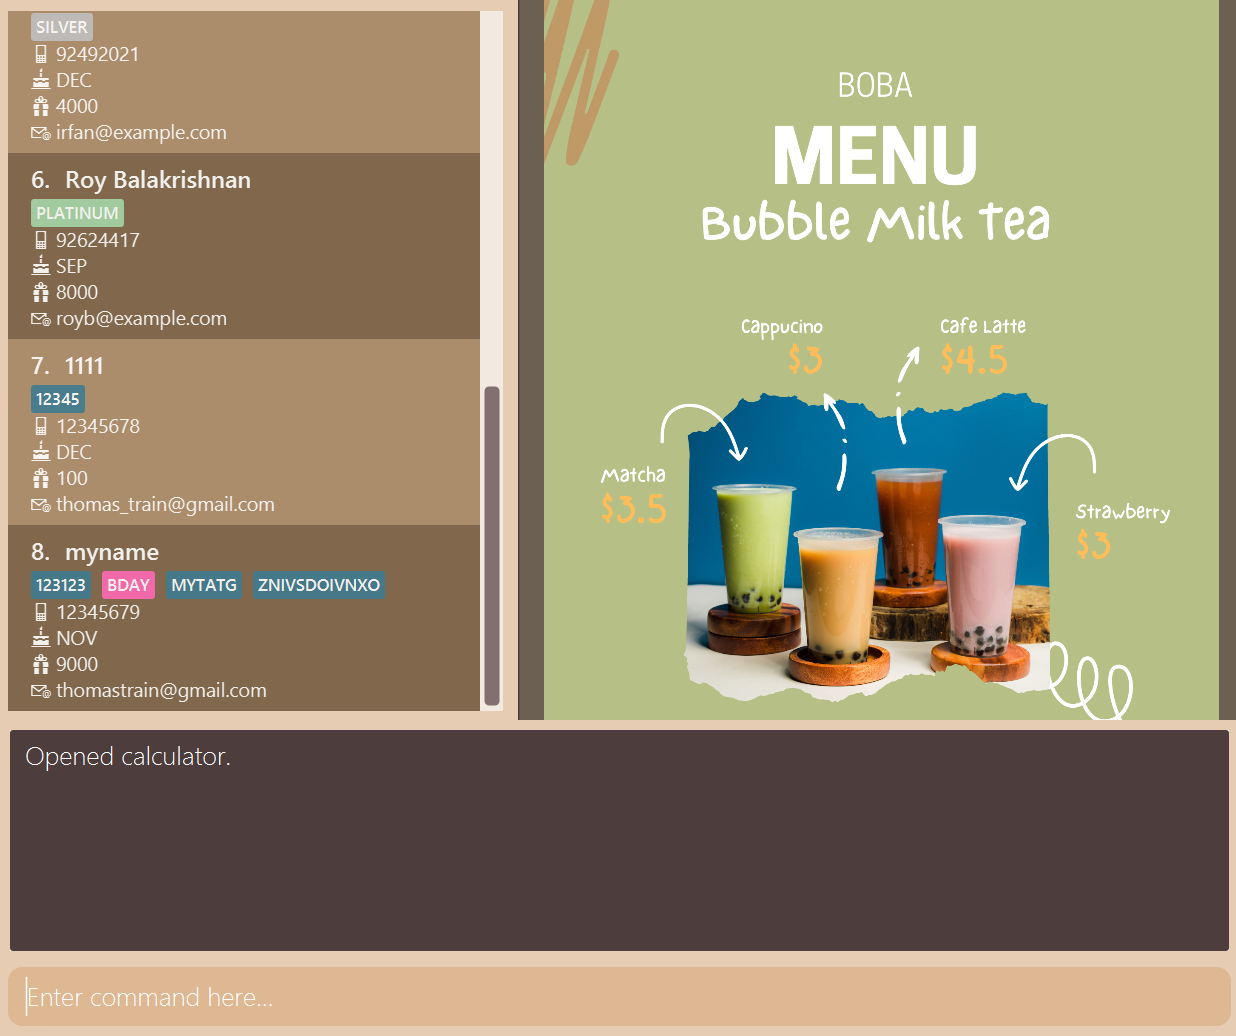 SILVER
92492021
DEC
4000
irfan@example.com
6. Roy Balakrishnan
PLATINUM
92624417
SEP
8000
royb@example.com
7. 1111
12345
12345678
DEC
100
thomas_train@gmail.com
8. myname
123123 BDAY MYTATG ZNIVSDOIVNXO
12345679
NOV
9000
thomastrain@gmail.com
BOBA
MENU
Bubble Milk Tea
Cappucino
$3
Cafe Latte
$4.5
Matcha
$3.5
Strawberry
$3
Opened calculator.
Enter command here...